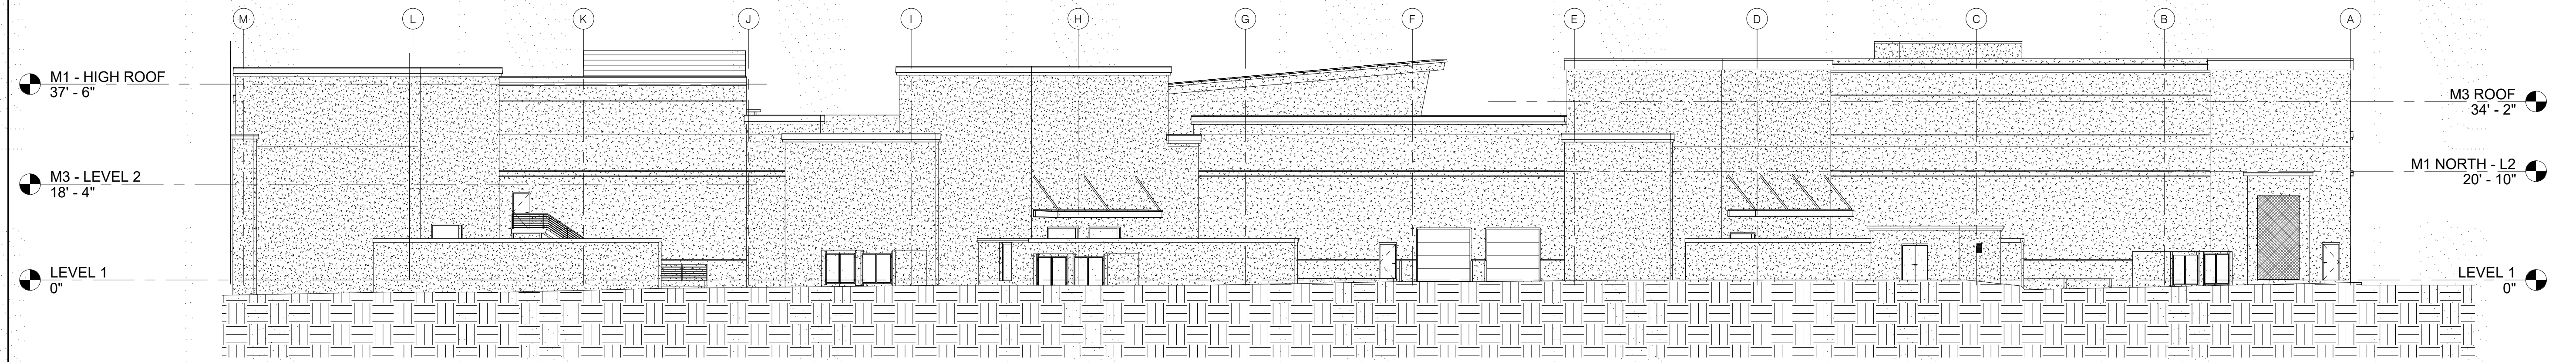 M
L
K
J
I
H
G
F
E
D
C
B
A
M1 - HIGH ROOF
37' - 6"
M3 ROOF
34' - 2"
M3 - LEVEL 2
18' - 4"
M1 NORTH - L2
20' - 10"
LEVEL 1
0"
LEVEL 1
0"